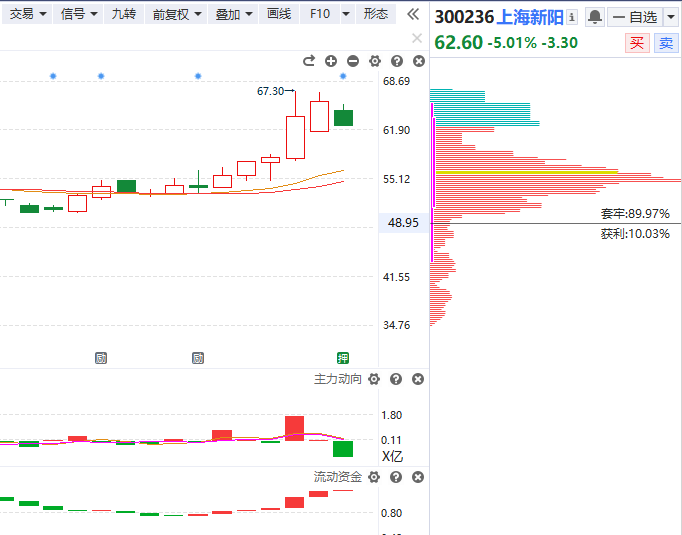 交易 信号 九转 前复权 叠加 画线 F10 形态
300236 上海新阳 自选
62.60 -5.01% -3.30 买 卖
68.69
67.30
61.90
55.12
48.95
套牢:89.97%
获利:10.03%
41.55
34.76
励 励 押
主力动向
1.80
0.11
X亿
流动资金
0.80